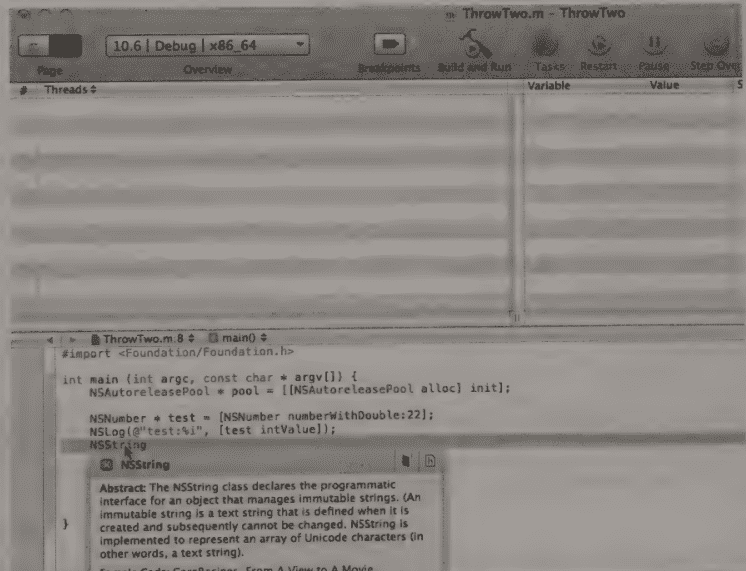 ThrowTwo.m - ThrowTwo
10.6 | Debug | x86_64
Page Overview Breakpoints Build and Run Tasks Restart Pause Step Over
# Threads Variable Value S
ThrowTwo.m:8 main()
#import <Foundation/Foundation.h>
int main (int argc, const char * argv[]) {
NSAutoreleasePool * pool = [[NSAutoreleasePool alloc] init];
NSNumber * test = [NSNumber numberWithDouble:22];
NSLog(@"test:%i", [test intValue]);
NSString
NSString
Abstract: The NSString class declares the programmatic
interface for an object that manages immutable strings. (An
immutable string is a text string that is defined when it is
created and subsequently cannot be changed. NSString is
implemented to represent an array of Unicode characters (in
other words, a text string).
}
From A View to A Movie